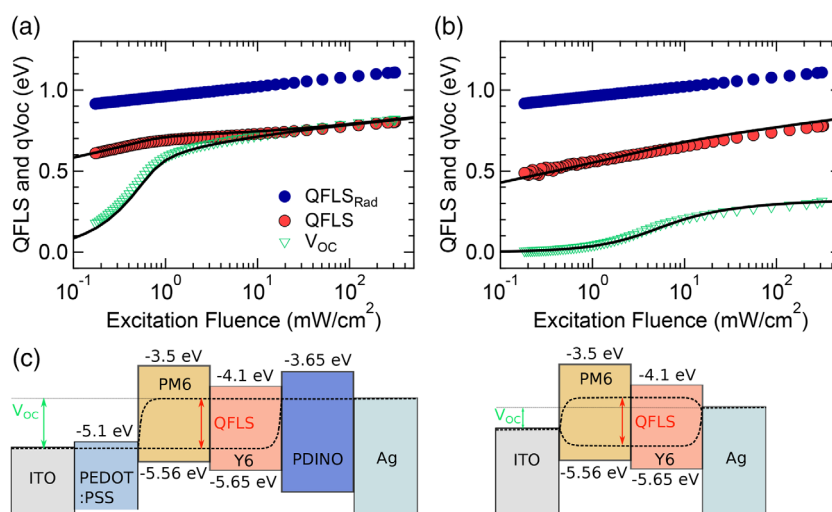 (a)
(b)
QFLS and qVoc (eV)
1.0
0.5
0.0
QFLS_Rad
QFLS
V_OC
10^-1
10^0
10^1
10^2
Excitation Fluence (mW/cm^2)
QFLS and qVoc (eV)
1.0
0.5
0.0
10^-1
10^0
10^1
10^2
Excitation Fluence (mW/cm^2)
(c)
-3.5 eV
-3.65 eV
-4.1 eV
PM6
V_OC
-5.1 eV
QFLS
-5.56 eV
Y6
-5.65 eV
ITO
PEDOT
:PSS
PDINO
Ag
-3.5 eV
-4.1 eV
PM6
V_OC
QFLS
ITO
-5.56 eV
Y6
-5.65 eV
Ag